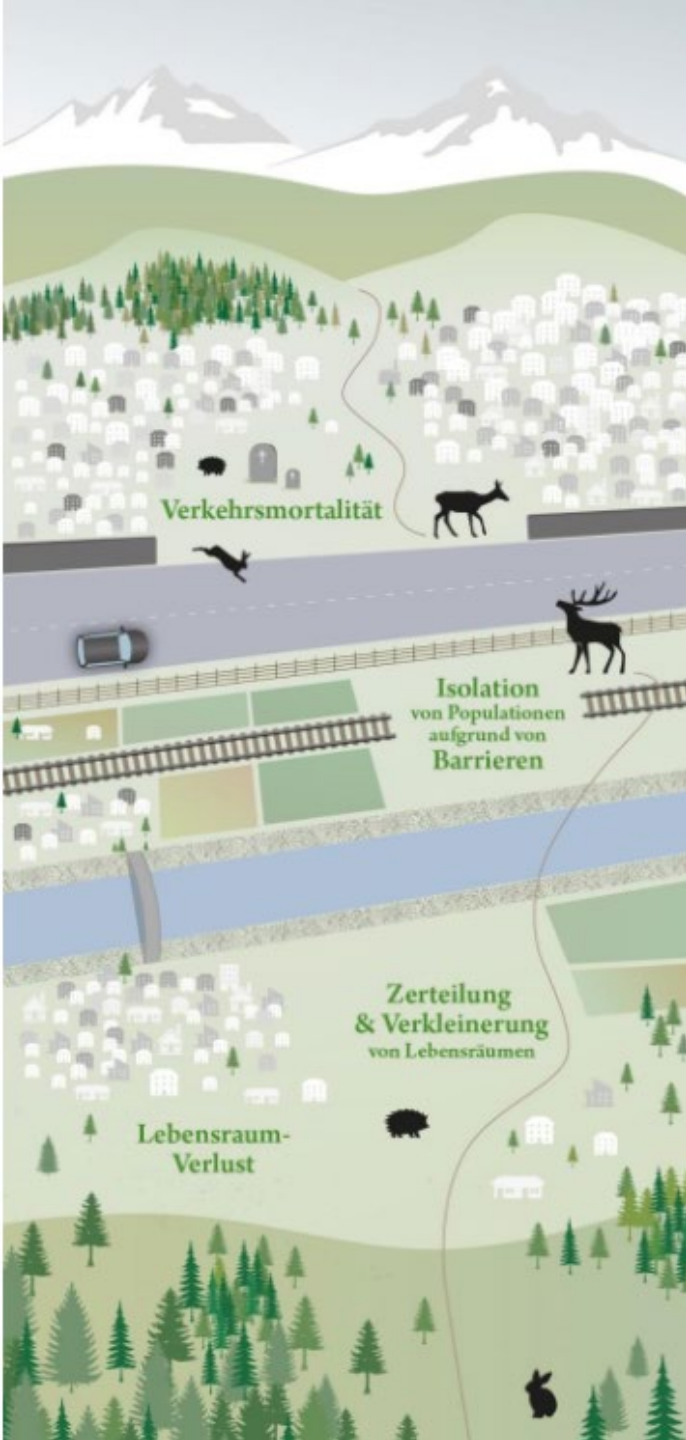 Verkehrsmortalität
Isolation
von Populationen
aufgrund von
Barrieren
Zerteilung
& Verkleinerung
von Lebensräumen
Lebensraum-
Verlust